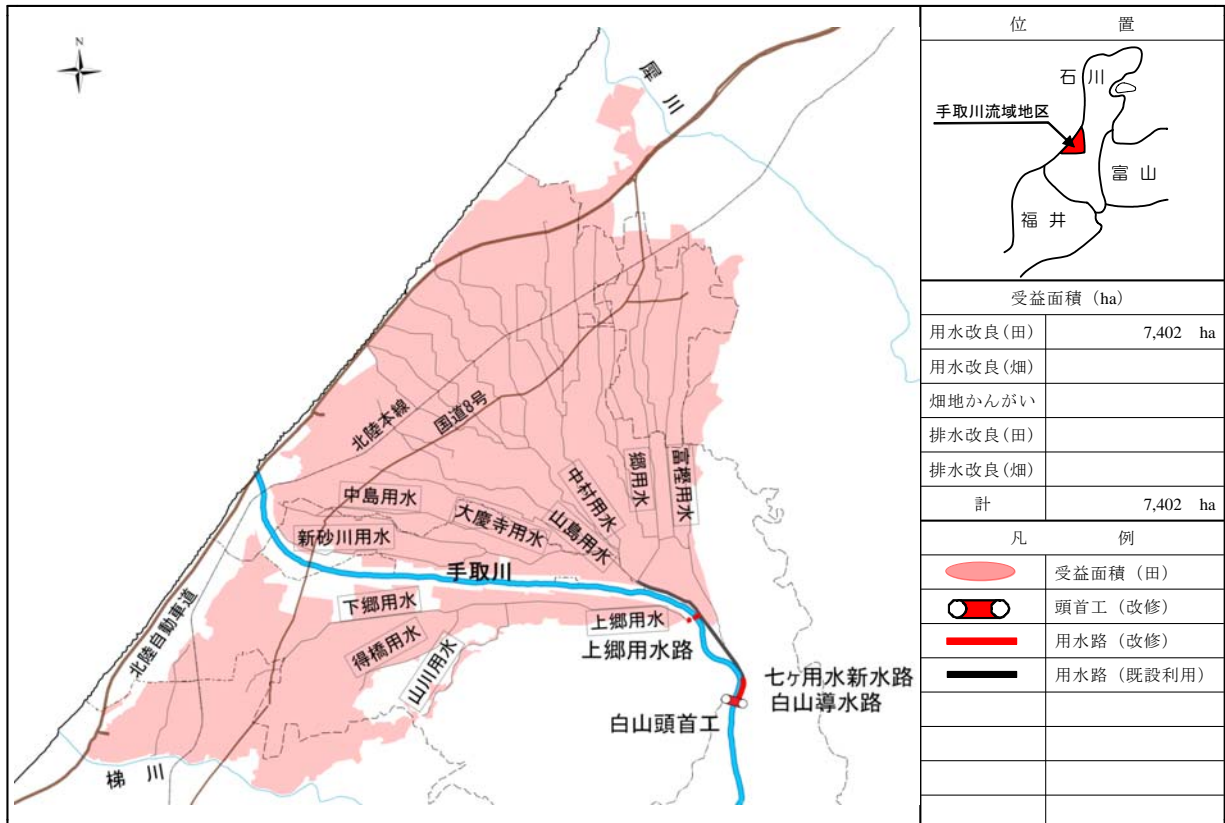 N
犀川
北陸本線
国道8号
富樫用水
郷用水
中村用水
山島用水
大慶寺用水
中島用水
新砂川用水
手取川
下郷用水
上郷用水
得橋用水
上郷用水路
山川用水
北陸自動車道
七ヶ用水新水路
白山導水路
白山頭首工
梯川
位 置
石川
手取川流域地区
富山
福井
受益面積 (ha)
用水改良(田) 7,402 ha
用水改良(畑)
畑地かんがい
排水改良(田)
排水改良(畑)
計 7,402 ha
凡 例
受益面積(田)
頭首工(改修)
用水路(改修)
用水路(既設利用)